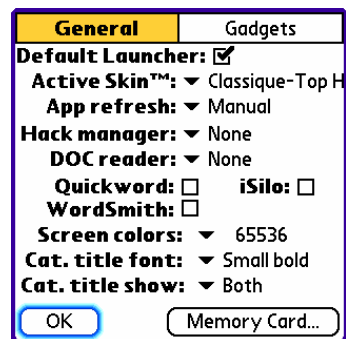 General Gadgets
Default Launcher:
Active Skin™: Classique-Top H
App refresh: Manual
Hack manager: None
DOC reader: None
Quickword: iSilo:
WordSmith:
Screen colors: 65536
Cat. title font: Small bold
Cat. title show: Both
OK Memory Card...